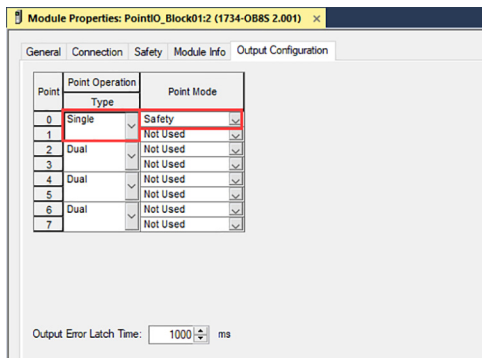 Module Properties: PointIO_Block01:2 (1734-OB8S 2.001) ×
General Connection Safety Module Info Output Configuration
Point Point Operation Point Mode
Type
0 Single Safety
1 Not Used
2 Dual Not Used
3 Not Used
4 Dual Not Used
5 Not Used
6 Dual Not Used
7 Not Used
Output Error Latch Time: 1000 ms